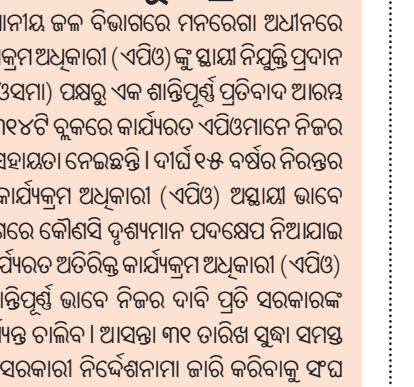 ାନୀୟ ଜଳ ବିଭାଗରେ ମନରେଗା ଅଧୀନରେ
କ୍ରମ ଅଧିକାରୀ (ଏପିଓ)ଙ୍କୁ ସ୍ଥାୟୀ ନିଯୁକ୍ତି ପ୍ରଦାନ
ଓସମା) ପକ୍ଷରୁ ଏକ ଶାନ୍ତିପୂର୍ଣ୍ଣ ପ୍ରତିବାଦ ଆରମ୍ଭ
୩୧୪ଟି ବ୍ଲକରେ କାର୍ଯ୍ୟରତ ଏପିଓମାନେ ନିଜର
ସହାୟତା ନେଇଛନ୍ତି । ଦୀର୍ଘ ୧୫ ବର୍ଷର ନିରନ୍ତର
କାର୍ଯ୍ୟକ୍ରମ ଅଧିକାରୀ (ଏପିଓ) ଅସ୍ଥାୟୀ ଭାବେ
ଗରେ କୌଣସି ଦୃଶ୍ୟମାନ ପଦକ୍ଷେପ ନିଆଯାଇ
ର୍ଯ୍ୟରତ ଅତିରିକ୍ତ କାର୍ଯ୍ୟକ୍ରମ ଅଧିକାରୀ (ଏପିଓ)
ାନ୍ତିପୂର୍ଣ୍ଣ ଭାବେ ନିଜର ଦାବି ପ୍ରତି ସରକାରଙ୍କ
ର୍ଯ୍ୟନ୍ତ ଚାଲିବ । ଆସନ୍ତା ୩୧ ତାରିଖ ସୁଦ୍ଧା ସମସ୍ତ
ସରକାରୀ ନିର୍ଦ୍ଦେଶନାମା ଜାରି କରିବାକୁ ସଂଘ